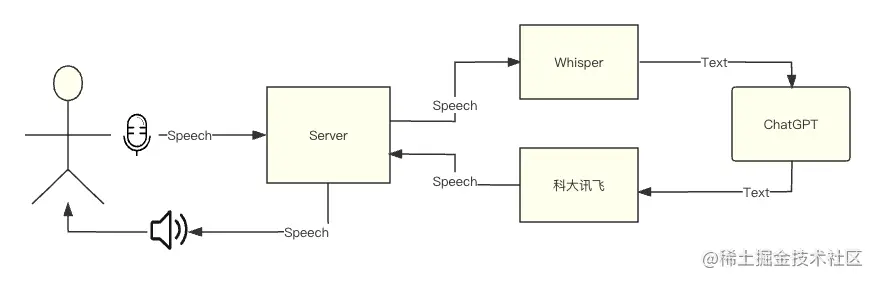 Whisper
Text
Speech
ChatGPT
Speech
Server
Speech
科大讯飞
Text
Speech
@稀土掘金技术社区